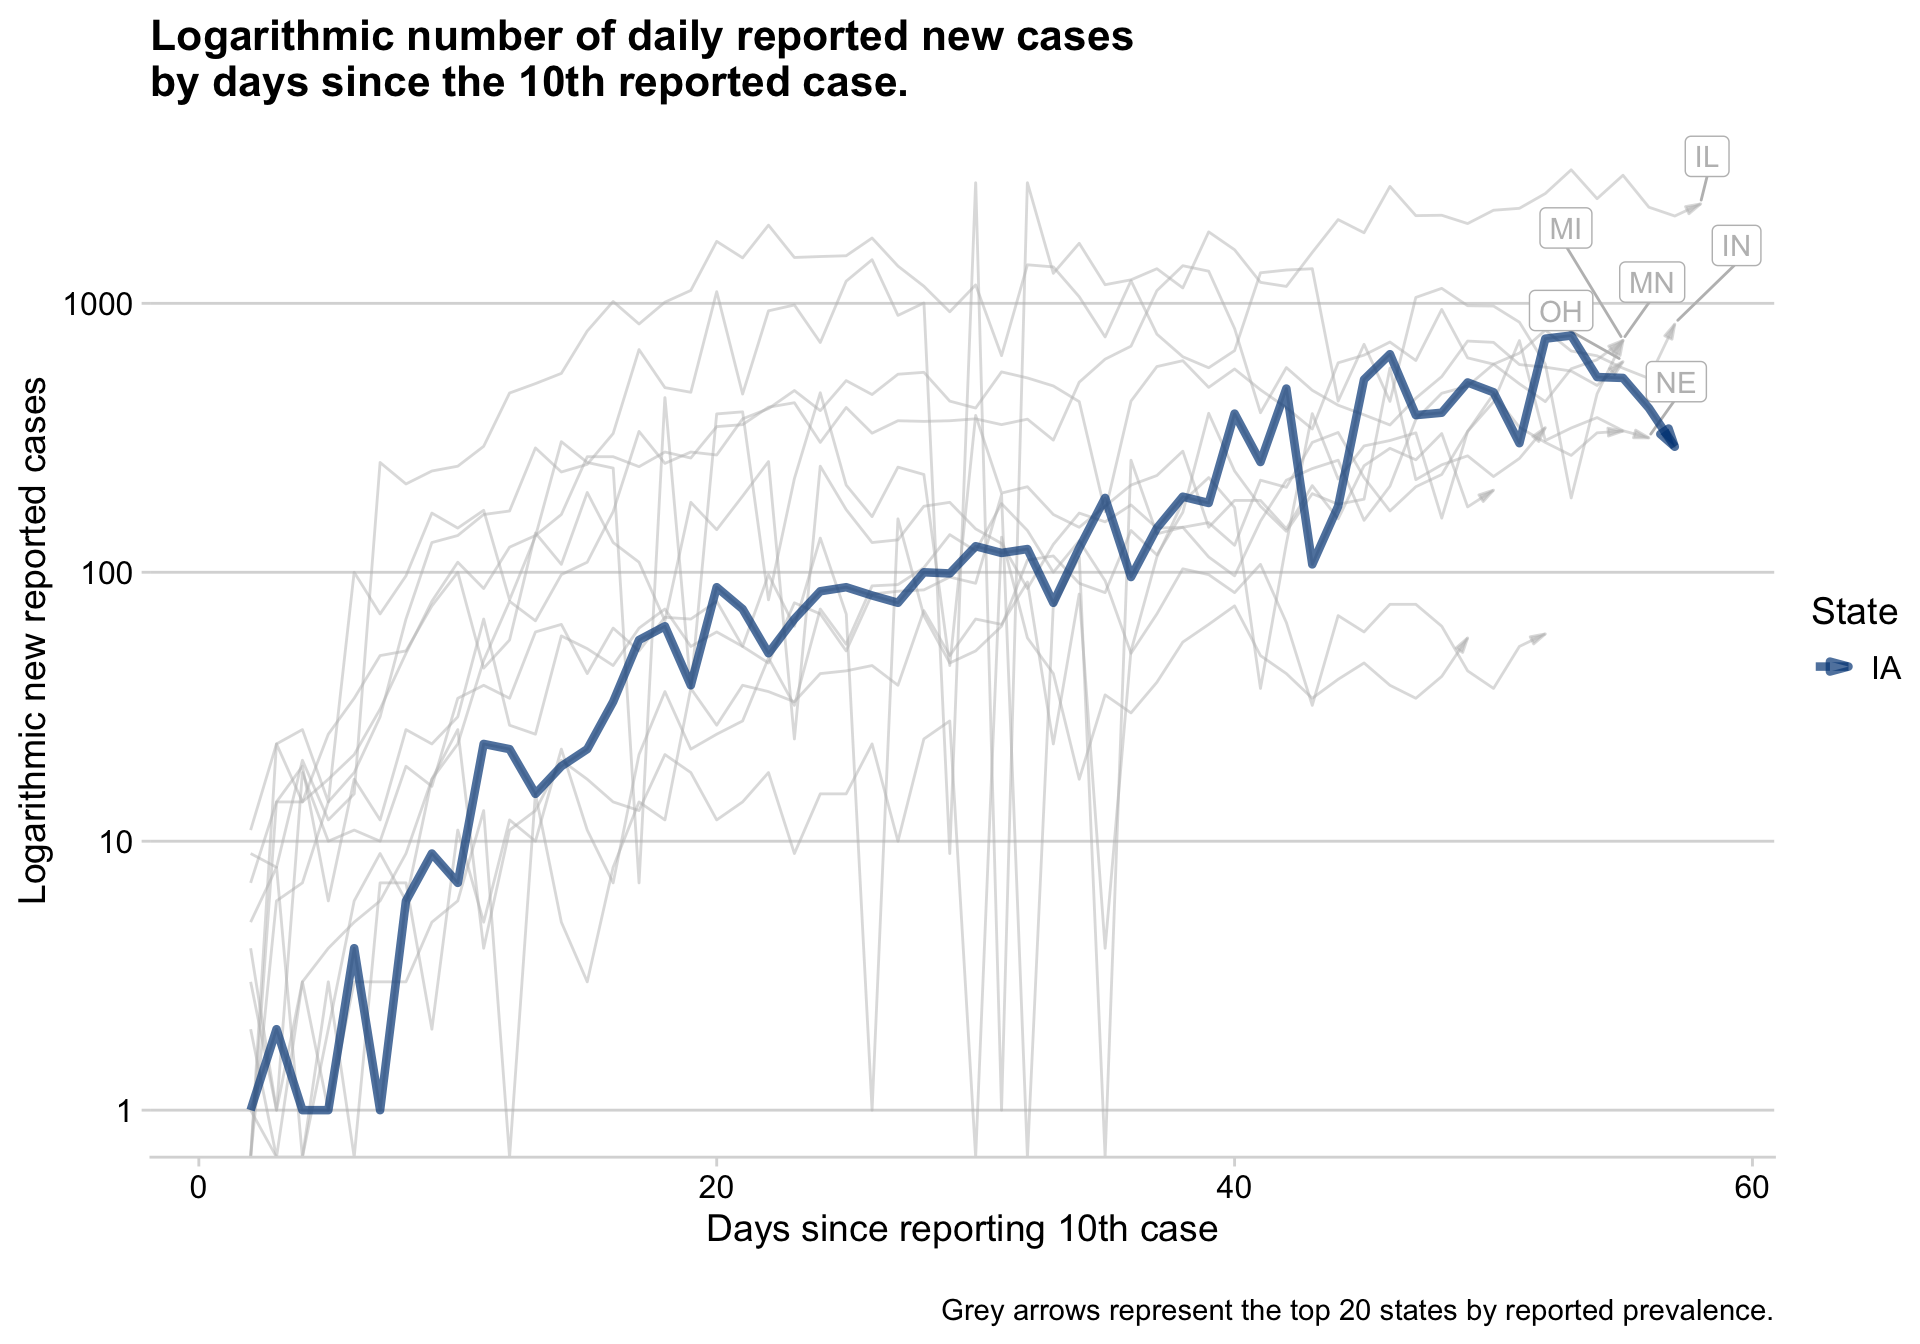 Logarithmic number of daily reported new cases
by days since the 10th reported case.
IL
MI
IN
MN
OH
NE
1000
100
10
1
Logarithmic new reported cases
State
IA
0 20 40 60
Days since reporting 10th case
Grey arrows represent the top 20 states by reported prevalence.